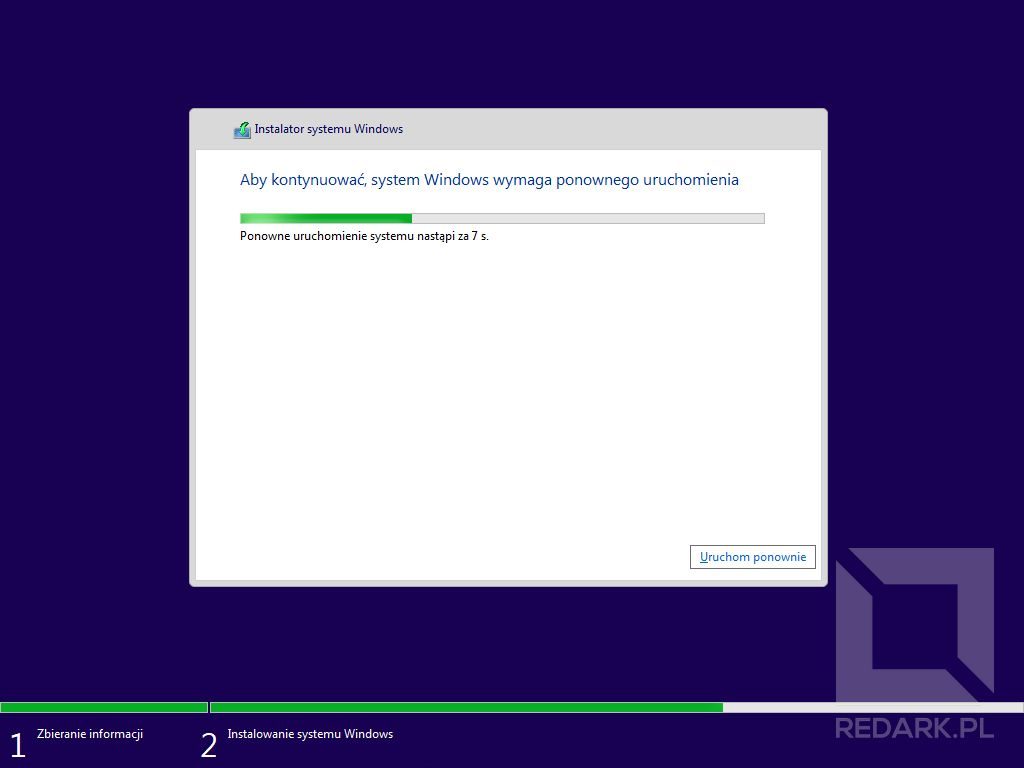 Instalator systemu Windows
Aby kontynuować, system Windows wymaga ponownego uruchomienia
Ponowne uruchomienie systemu nastąpi za 7 s.
Uruchom ponownie
REDARK.PL
1 Zbieranie informacji
2 Instalowanie systemu Windows